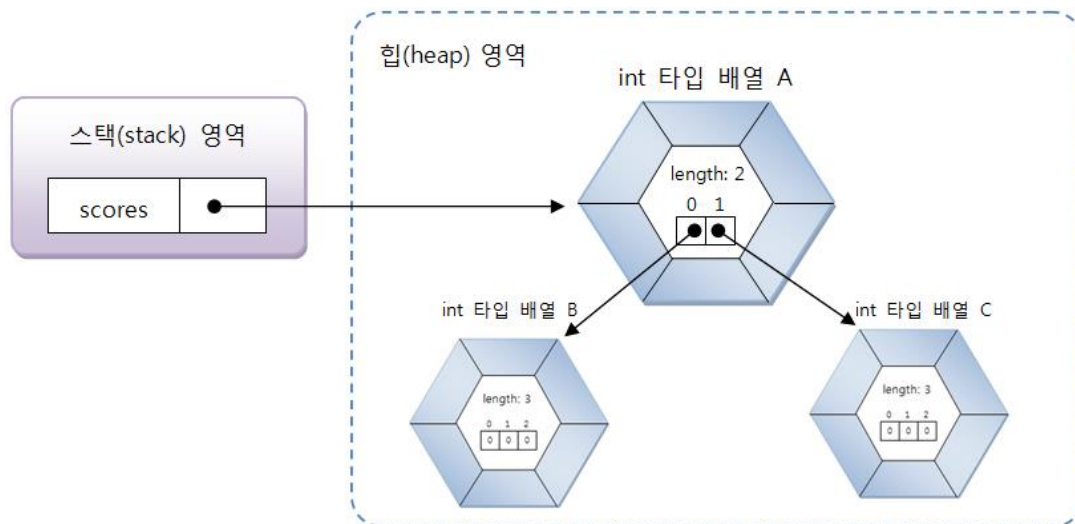 힙(heap) 영역
int 타입 배열 A
스택(stack) 영역
length: 2
0 1
scores
int 타입 배열 B
int 타입 배열 C
length: 3
0 1 2
0 0 0
length: 3
0 1 2
0 0 0